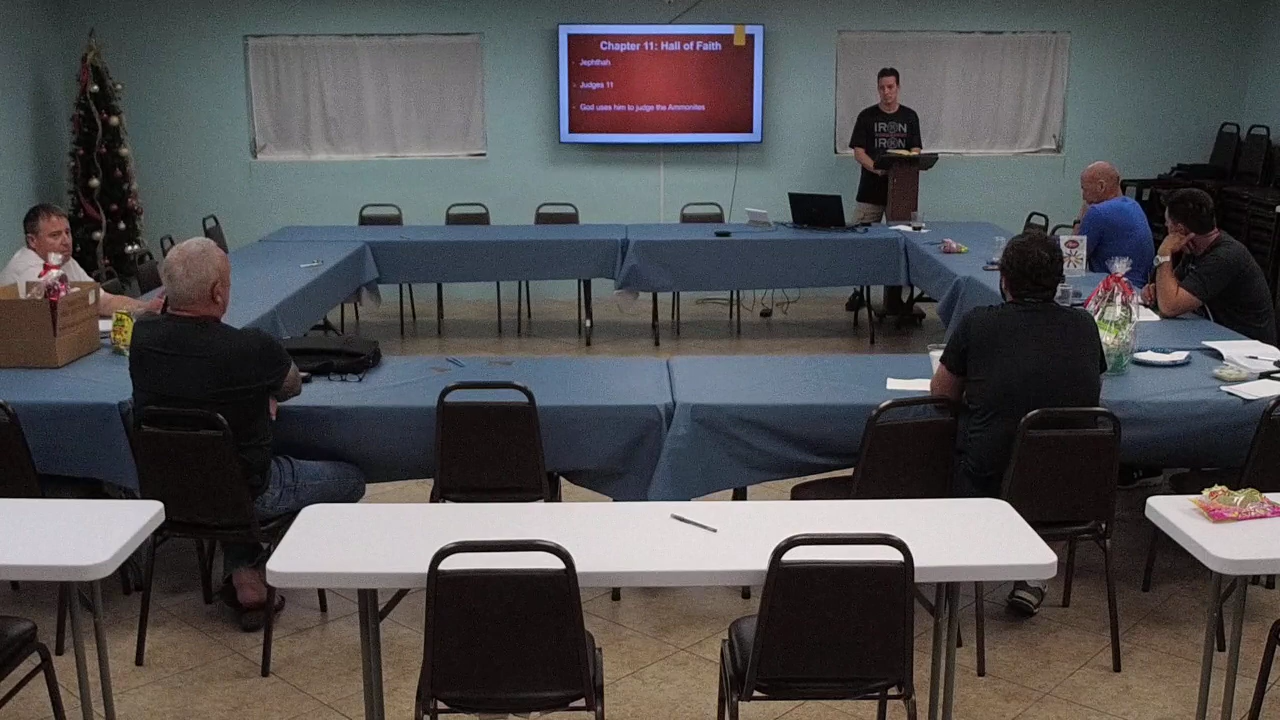 Chapter 11: Hall of Faith
Jephthah
Judges 11
God uses him to judge the Ammonites
IRON
IRON